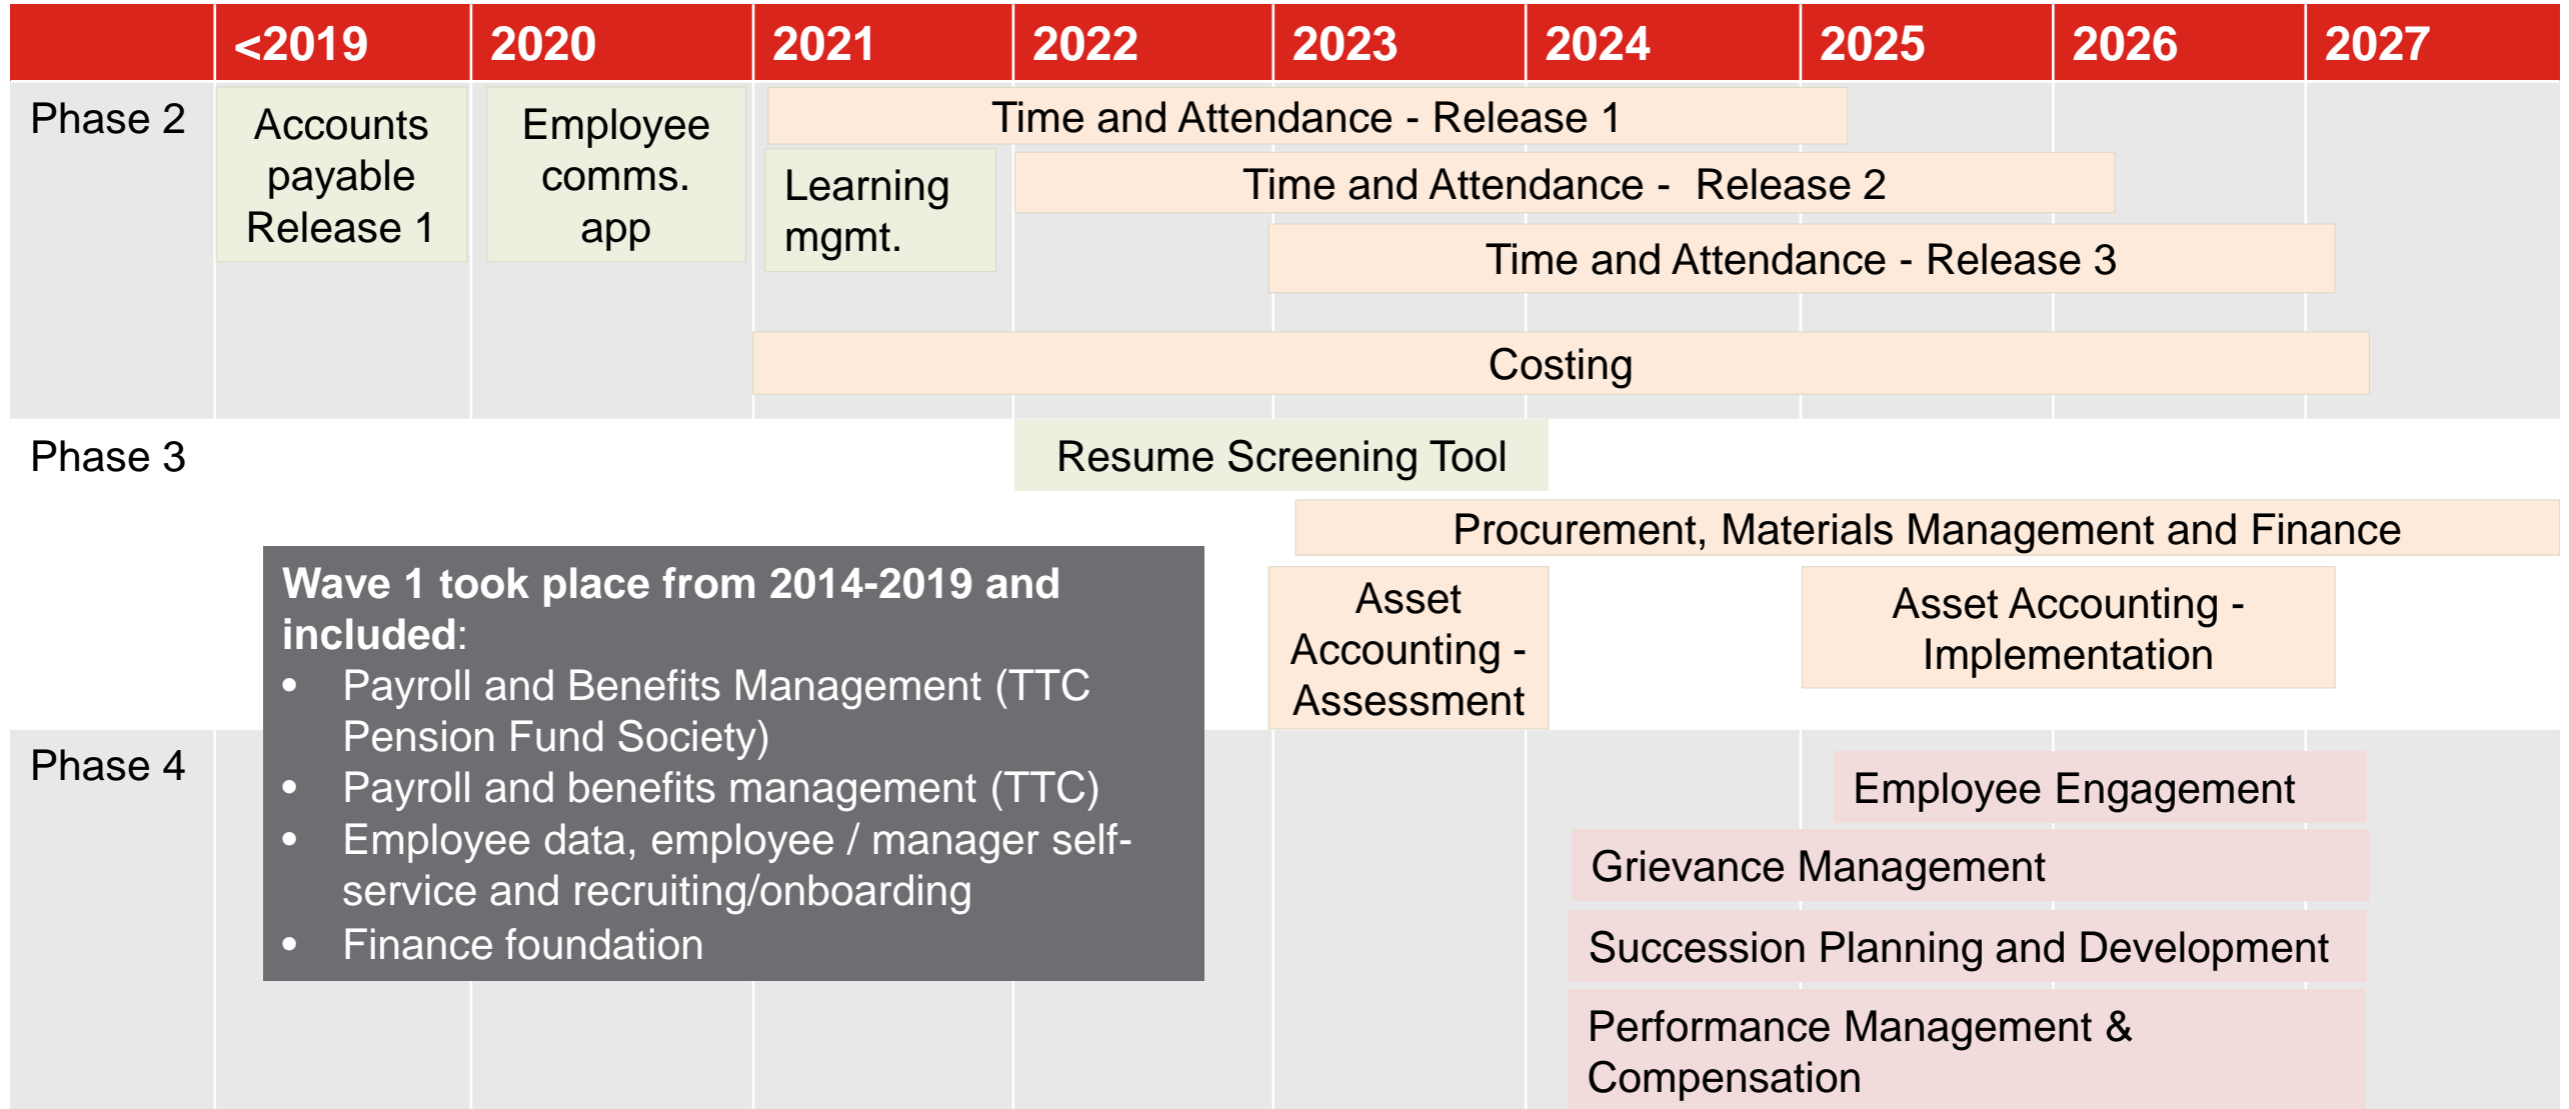 <2019 2020 2021 2022 2023 2024 2025 2026 2027
Phase 2
Accounts
payable
Release 1
Employee
comms.
app
Time and Attendance - Release 1
Learning
mgmt.
Time and Attendance - Release 2
Time and Attendance - Release 3
Costing
Phase 3
Resume Screening Tool
Procurement, Materials Management and Finance
Asset
Accounting -
Assessment
Asset Accounting -
Implementation
Wave 1 took place from 2014-2019 and
included:
• Payroll and Benefits Management (TTC
Pension Fund Society)
• Payroll and benefits management (TTC)
• Employee data, employee / manager self-
service and recruiting/onboarding
• Finance foundation
Phase 4
Employee Engagement
Grievance Management
Succession Planning and Development
Performance Management &
Compensation